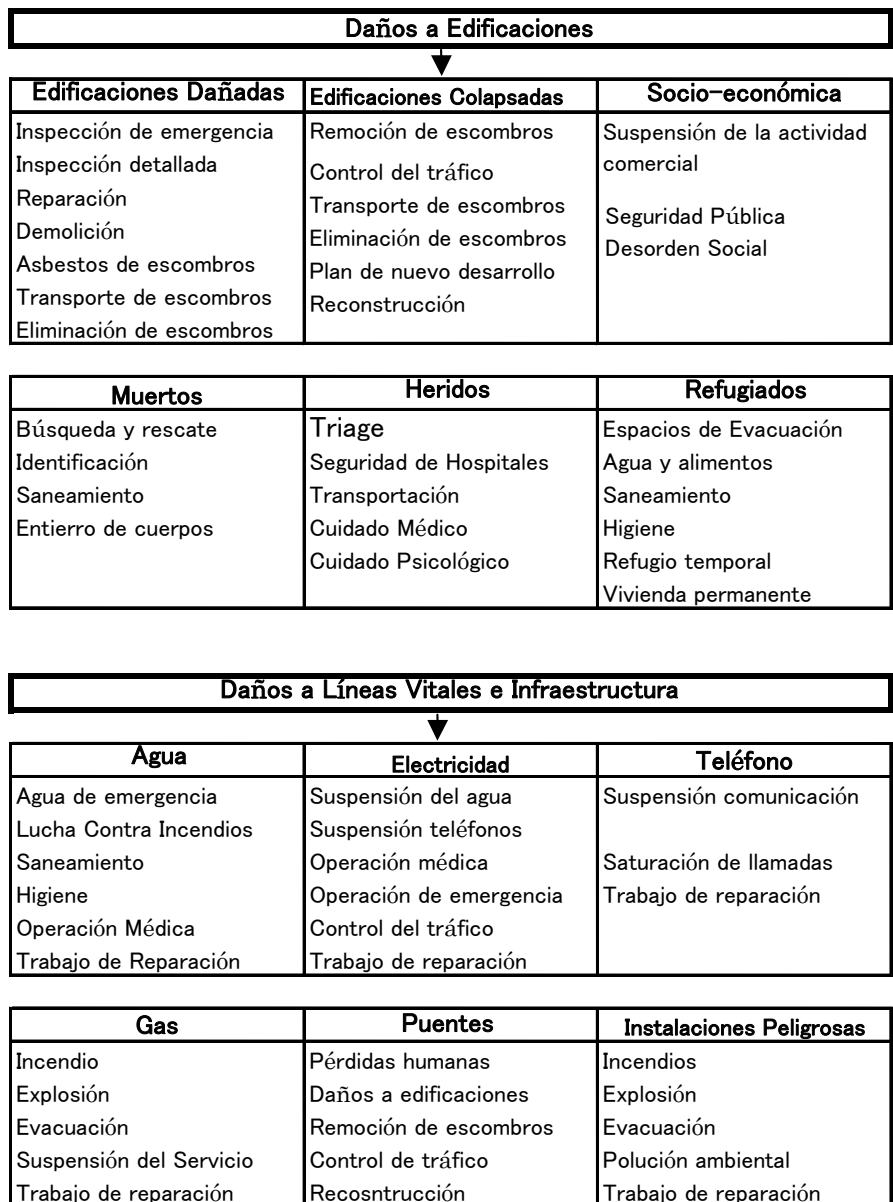 Daños a Edificaciones
Edificaciones Dañadas
Inspección de emergencia
Inspección detallada
Reparación
Demolición
Asbestos de escombros
Transporte de escombros
Eliminación de escombros
Edificaciones Colapsadas
Remoción de escombros
Control del tráfico
Transporte de escombros
Eliminación de escombros
Plan de nuevo desarrollo
Reconstrucción
Socio-económica
Suspensión de la actividad
comercial
Seguridad Pública
Desorden Social
Muertos
Búsqueda y rescate
Identificación
Saneamiento
Entierro de cuerpos
Heridos
Triage
Seguridad de Hospitales
Transportación
Cuidado Médico
Cuidado Psicológico
Refugiados
Espacios de Evacuación
Agua y alimentos
Saneamiento
Higiene
Refugio temporal
Vivienda permanente
Daños a Líneas Vitales e Infraestructura
Agua
Agua de emergencia
Lucha Contra Incendios
Saneamiento
Higiene
Operación Médica
Trabajo de Reparación
Electricidad
Suspensión del agua
Suspensión teléfonos
Operación médica
Operación de emergencia
Control del tráfico
Trabajo de reparación
Teléfono
Suspensión comunicación
Saturación de llamadas
Trabajo de reparación
Gas
Incendio
Explosión
Evacuación
Suspensión del Servicio
Trabajo de reparación
Puentes
Pérdidas humanas
Daños a edificaciones
Remoción de escombros
Control de tráfico
Recosntrucción
Instalaciones Peligrosas
Incendios
Explosión
Evacuación
Polución ambiental
Trabajo de reparación